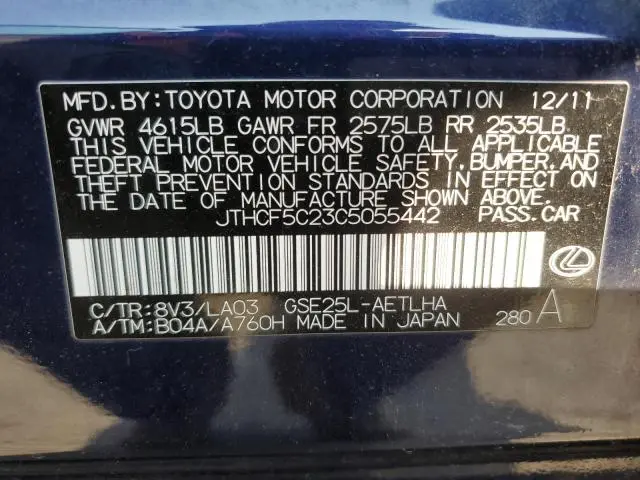 MFD. BY: TOYOTA MOTOR CORPORATION 12/11
GVWR 4615LB GAWR FR 2575LB RR 2535LB
THIS VEHICLE CONFORMS TO ALL APPLICABLE
FEDERAL MOTOR VEHICLE SAFETY, BUMPER, AND
THEFT PREVENTION STANDARDS IN EFFECT ON
THE DATE OF MANUFACTURE SHOWN ABOVE.
JTHCF5C23C5055442 PASS.CAR
C/TR:8V3/LA03 GSE25L-AETLHA
A/TM:B04A/A760H MADE IN JAPAN 280 A